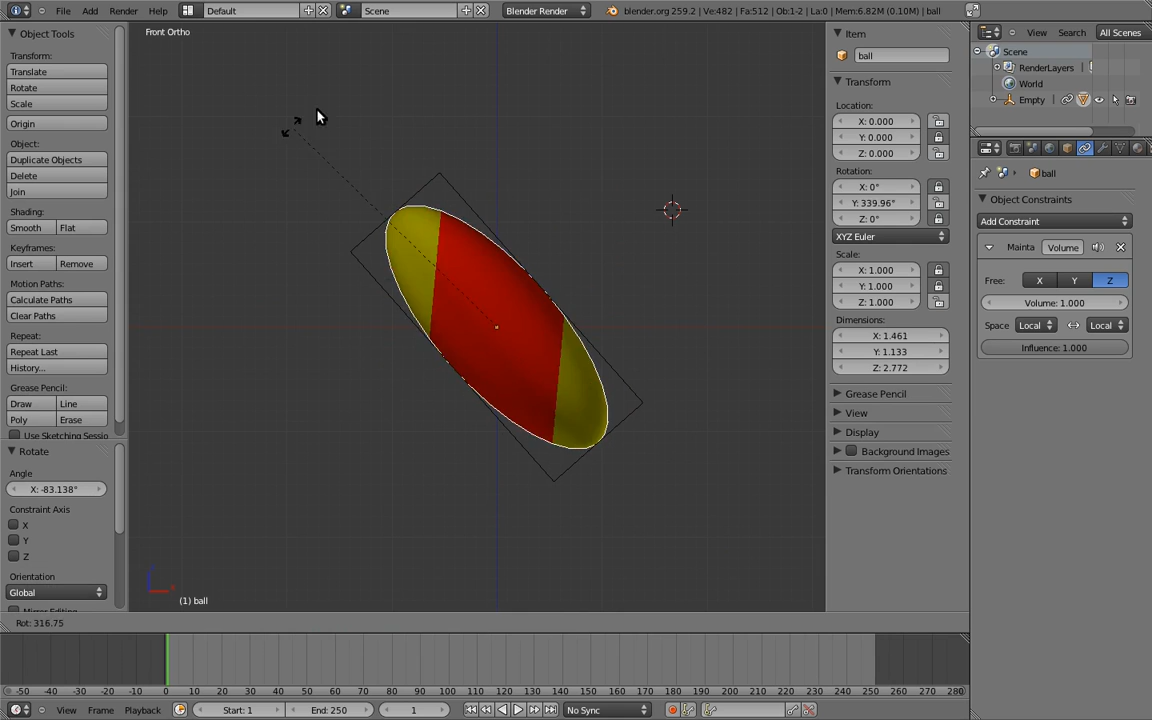 File Add Render Help Default Scene Blender Render blender.org 259.2 | Ve:482 | Fa:512 | Ob:1-2 | La:0 | Mem:6.82M (0.10M) | ball
Object Tools
Transform:
Translate
Rotate
Scale
Origin
Object:
Duplicate Objects
Delete
Join
Shading:
Smooth Flat
Keyframes:
Insert Remove
Motion Paths:
Calculate Paths
Clear Paths
Repeat:
Repeat Last
History...
Grease Pencil:
Draw Line
Poly Erase
Use Sketching Sessio
Rotate
Angle
X: -83.138°
Constraint Axis
X
Y
Z
Orientation
Global
Front Ortho
(1) ball
Item
ball
Transform
Location:
X: 0.000
Y: 0.000
Z: 0.000
Rotation:
X: 0°
Y: 339.96°
Z: 0°
XYZ Euler
Scale:
X: 1.000
Y: 1.000
Z: 1.000
Dimensions:
X: 1.461
Y: 1.133
Z: 2.772
Grease Pencil
View
Display
Background Images
Transform Orientations
View Search All Scenes
Scene
RenderLayers
World
Empty
ball
Object Constraints
Add Constraint
Mainta Volume
Free: X Y Z
Volume: 1.000
Space Local Local
Influence: 1.000
Rot: 316.75
-50 -40 -30 -20 -10 0 10 20 30 40 50 60 70 80 90 100 110 120 130 140 150 160 170 180 190 200 210 220 230 240 250 260 270 280
View Frame Playback Start: 1 End: 250 1 No Sync